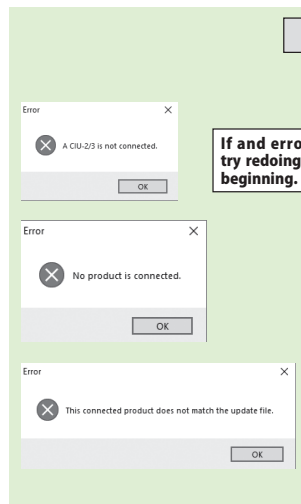 Error
A CIU-2/3 is not connected.
OK
If and erro
try redoing
beginning.
Error
No product is connected.
OK
Error
This connected product does not match the update file.
OK